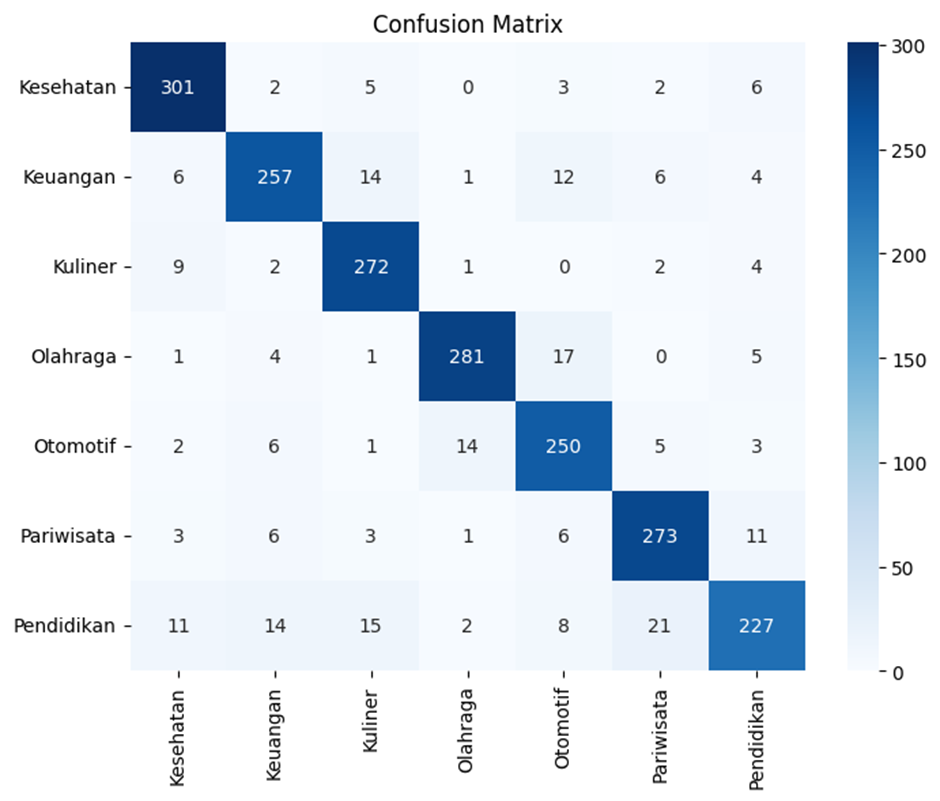 Confusion Matrix
Kesehatan 301 2 5 0 3 2 6
Keuangan 6 257 14 1 12 6 4
Kuliner 9 2 272 1 0 2 4
Olahraga 1 4 1 281 17 0 5
Otomotif 2 6 1 14 250 5 3
Pariwisata 3 6 3 1 6 273 11
Pendidikan 11 14 15 2 8 21 227
Kesehatan Keuangan Kuliner Olahraga Otomotif Pariwisata Pendidikan
300
250
200
150
100
50
0